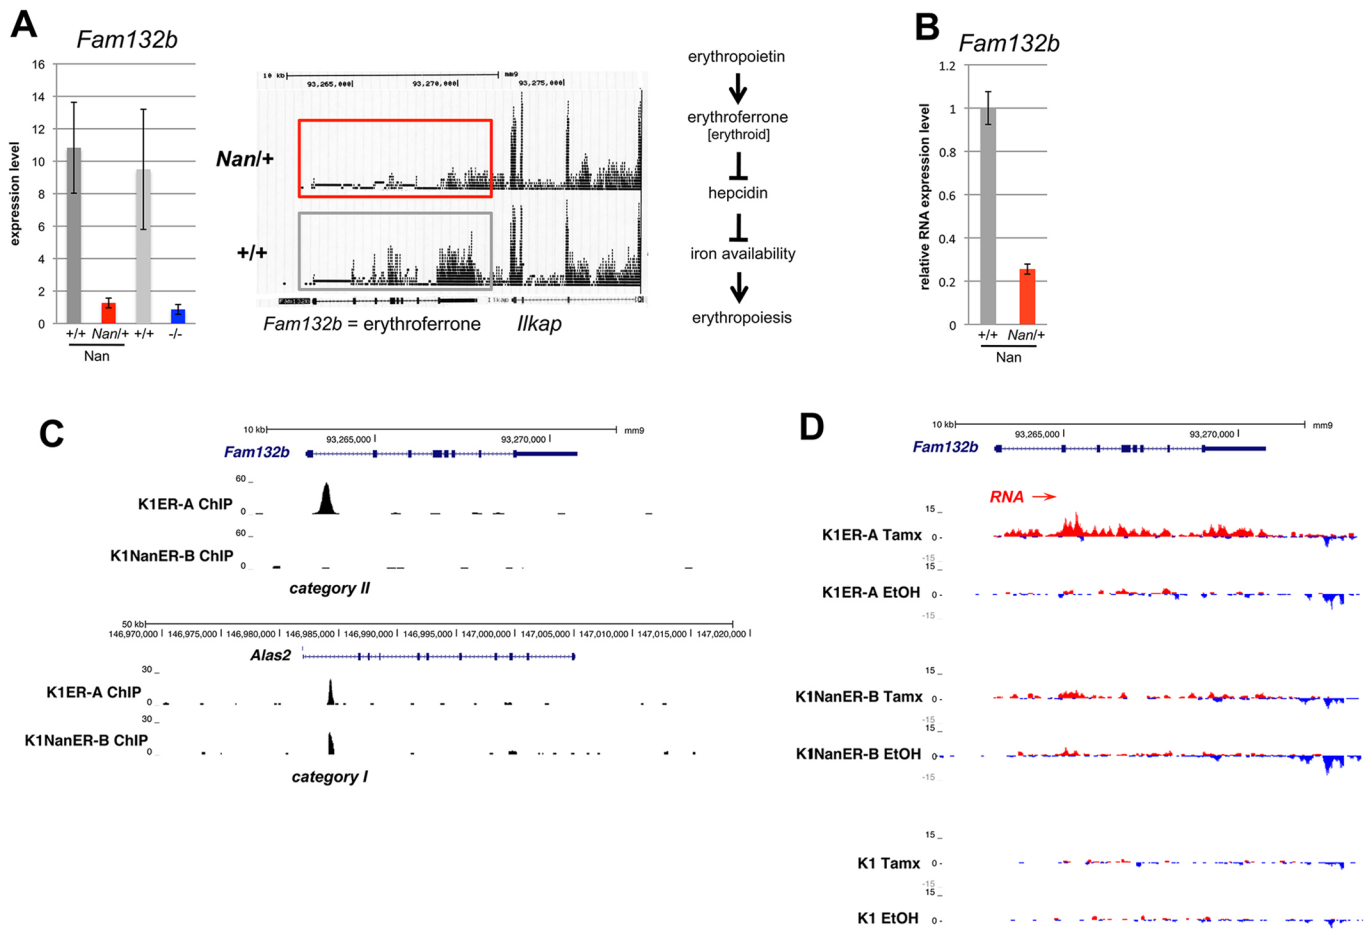 A
Fam132b
16
14
12
10
8
6
4
2
0
expression level
+/+ Nan/+ +/+ -/-
Nan
10 kb mm9
93,265,000 93,270,000 93,275,000
Nan/+
+/+
Fam132b Ilkap
Fam132b = erythroferrone Ilkap
erythropoietin
erythroferrone
[erythroid]
hepcidin
iron availability
erythropoiesis
B
Fam132b
1.2
1
0.8
0.6
0.4
0.2
0
relative RNA expression level
+/+ Nan/+
Nan
C
10 kb mm9
93,265,000 93,270,000
Fam132b
60
K1ER-A ChIP
0
60
K1NanER-B ChIP
0
category II
50 kb
146,970,000 146,975,000 146,980,000 146,985,000 146,990,000 146,995,000 147,000,000 147,005,000 147,010,000 147,015,000 147,020,000
Alas2
30
K1ER-A ChIP
0
30
K1NanER-B ChIP
0
category I
D
10 kb mm9
93,265,000 93,270,000
Fam132b
RNA
15
K1ER-A Tamx 0
-15
15
K1ER-A EtOH 0
-15
15
K1NanER-B Tamx 0
-15
15
K1NanER-B EtOH 0
-15
15
K1 Tamx 0
-15
15
K1 EtOH 0